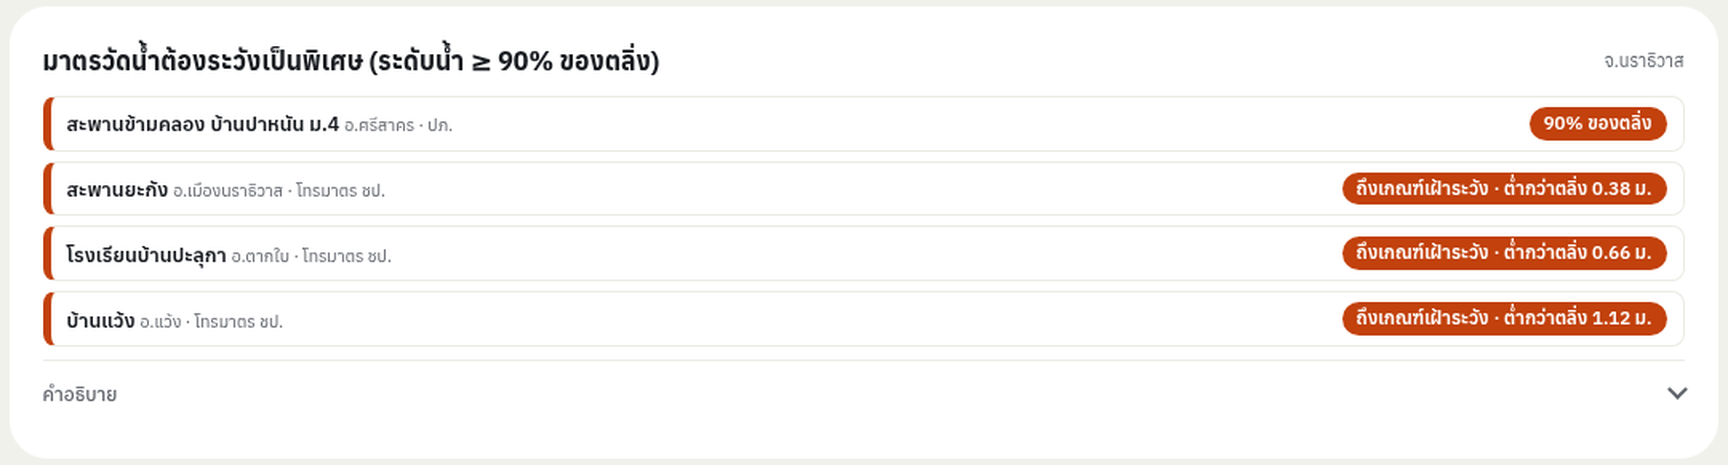 มาตรวัดน้ำต้องระวังเป็นพิเศษ (ระดับน้ำ ≥ 90% ของตลิ่ง)
จ.นราธิวาส
สะพานข้ามคลอง บ้านปาหนัน ม.4 อ.ศรีสาคร · ปภ.
90% ของตลิ่ง
สะพานยะกัง อ.เมืองนราธิวาส · โทรมาตร ชป.
ถึงเกณฑ์เฝ้าระวัง · ต่ำกว่าตลิ่ง 0.38 ม.
โรงเรียนบ้านปะลุกา อ.ตากใบ · โทรมาตร ชป.
ถึงเกณฑ์เฝ้าระวัง · ต่ำกว่าตลิ่ง 0.66 ม.
บ้านแว้ง อ.แว้ง · โทรมาตร ชป.
ถึงเกณฑ์เฝ้าระวัง · ต่ำกว่าตลิ่ง 1.12 ม.
คำอธิบาย